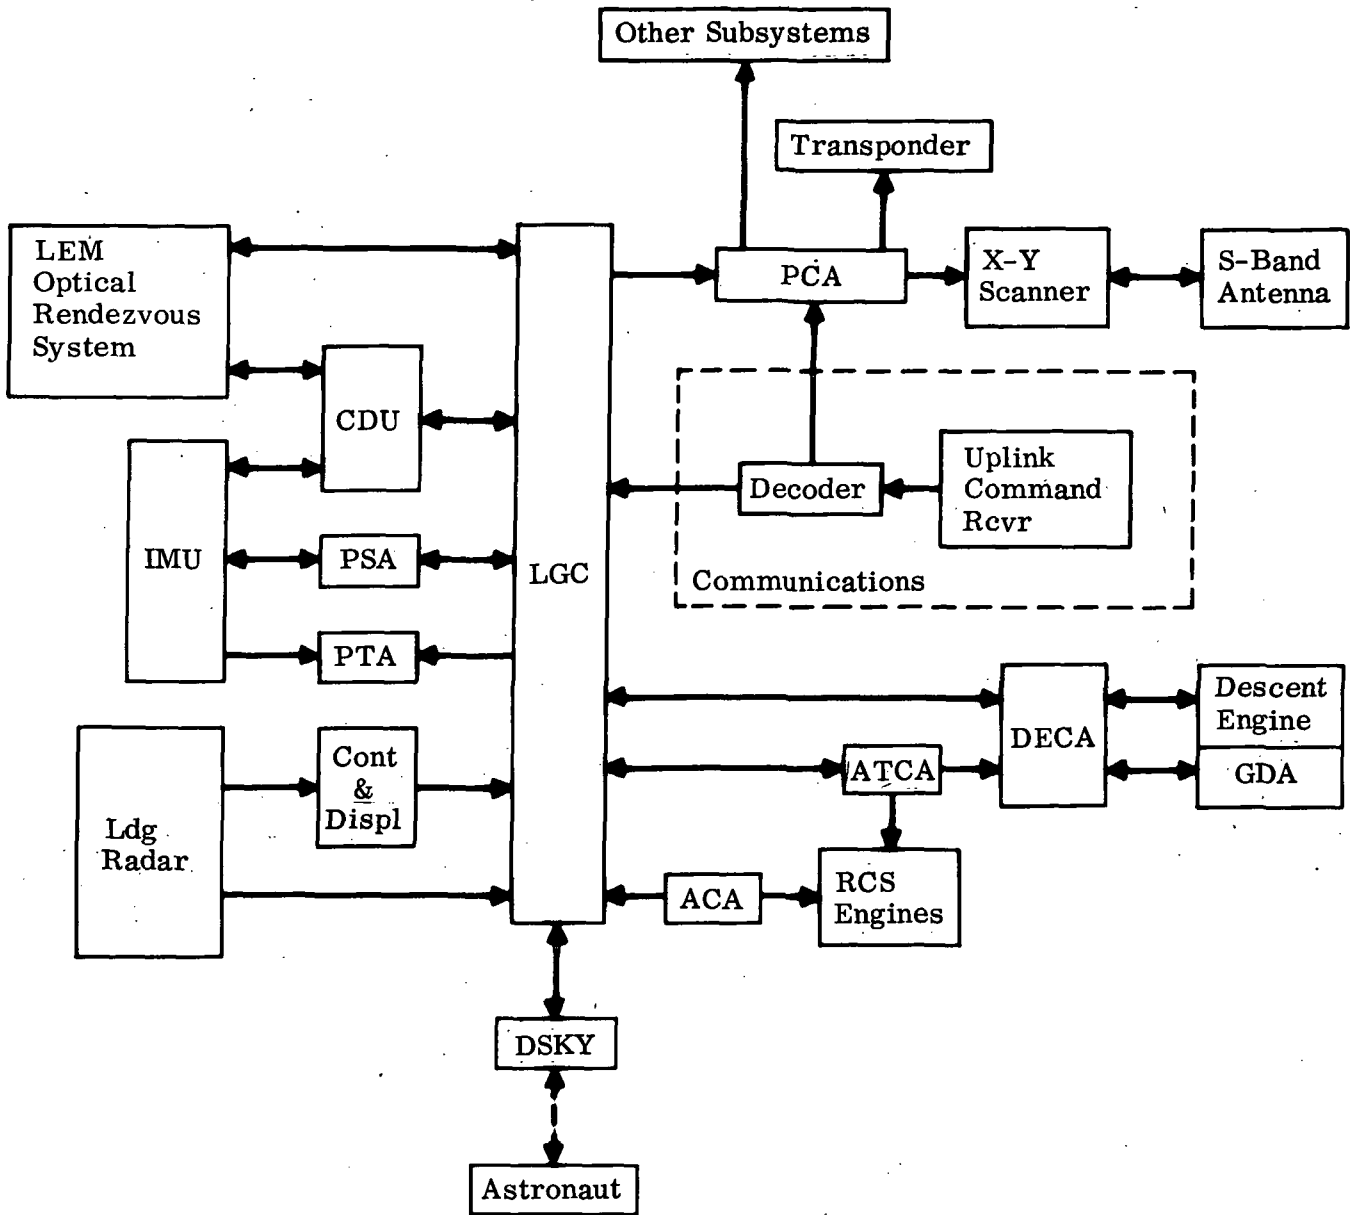 Other Subsystems
Transponder
LEM
Optical
Rendezvous
System
PCA
X-Y
Scanner
S-Band
Antenna
CDU
Decoder
Uplink
Command
Rcvr
Communications
IMU
PSA
PTA
LGC
Ldg
Radar
Cont
&
Displ
DECA
Descent
Engine
GDA
ATCA
ACA
RCS
Engines
DSKY
Astronaut